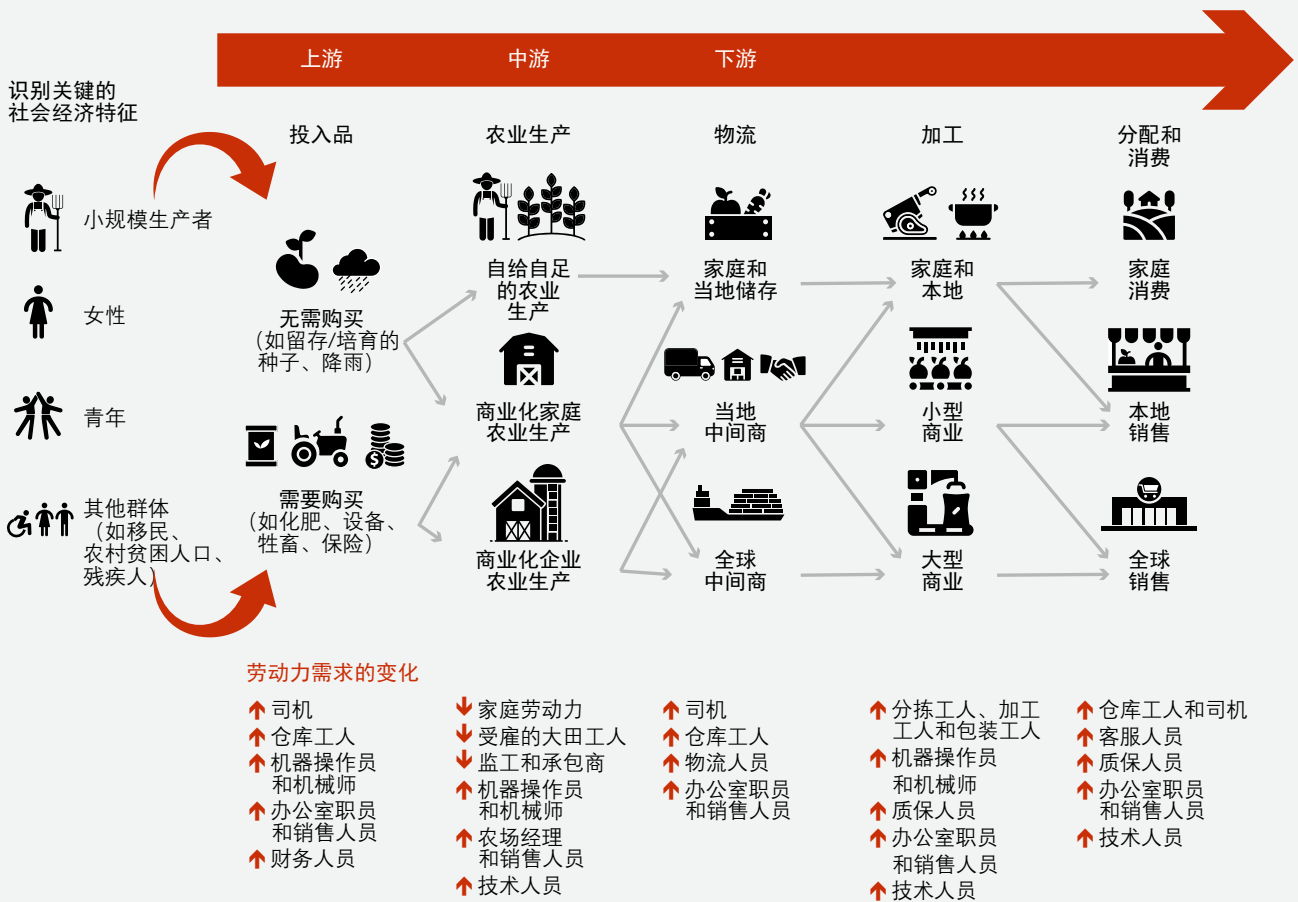 上游
中游
下游
识别关键的
社会经济特征
小规模生产者
女性
青年
其他群体
（如移民、
农村贫困人口、
残疾人）
投入品
无需购买
（如留存/培育的
种子、降雨）
需要购买
（如化肥、设备、
牲畜、保险）
农业生产
自给自足
的农业
生产
商业化家庭
农业生产
商业化企业
农业生产
物流
家庭和
当地储存
当地
中间商
全球
中间商
加工
家庭和
本地
小型
商业
大型
商业
分配和
消费
家庭
消费
本地
销售
全球
销售
劳动力需求的变化
司机
仓库工人
机器操作员
和机械师
办公室职员
和销售人员
财务人员
家庭劳动力
受雇的大田工人
监工和承包商
机器操作员
和机械师
农场经理
和销售人员
技术人员
司机
仓库工人
物流人员
办公室职员
和销售人员
分拣工人、加工
工人和包装工人
机器操作员
和机械师
质保人员
办公室职员
和销售人员
技术人员
仓库工人和司机
客服人员
质保人员
办公室职员
和销售人员
技术人员